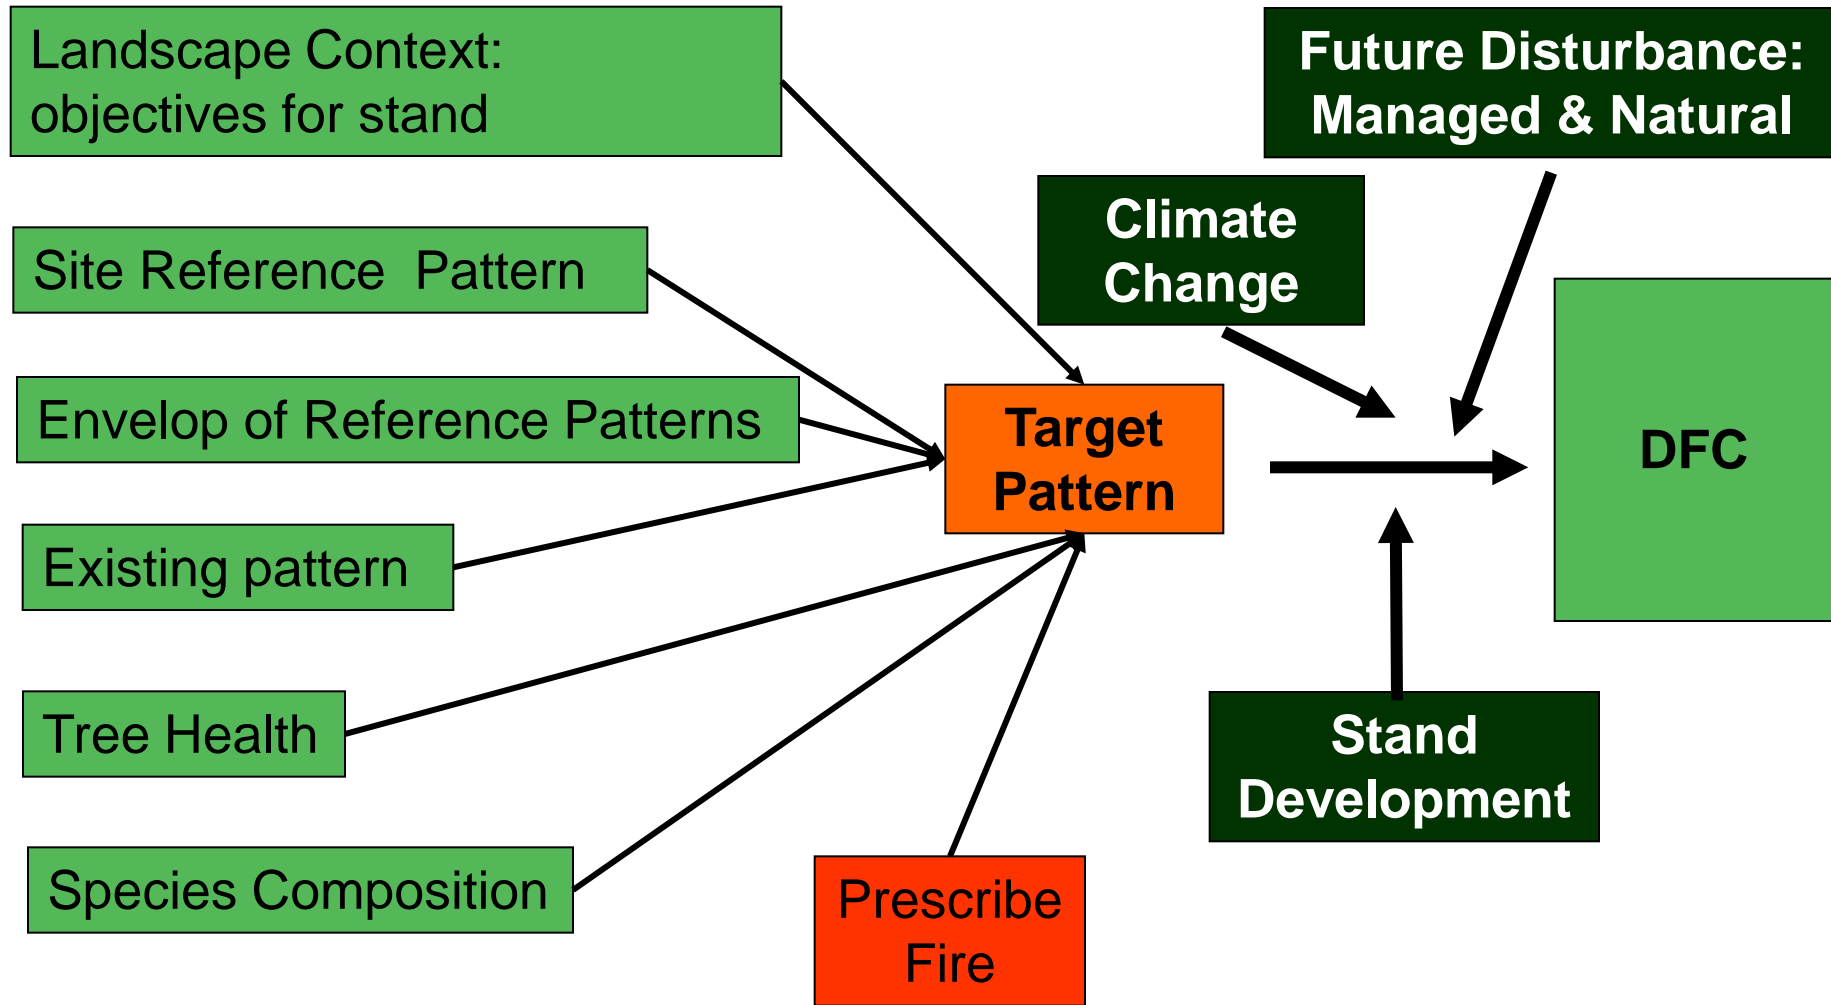 Landscape Context:
objectives for stand
Future Disturbance:
Managed & Natural
Climate
Change
Site Reference  Pattern
Envelop of Reference Patterns
Target
Pattern
DFC
Existing pattern
Tree Health
Stand
Development
Species Composition
Prescribe
Fire